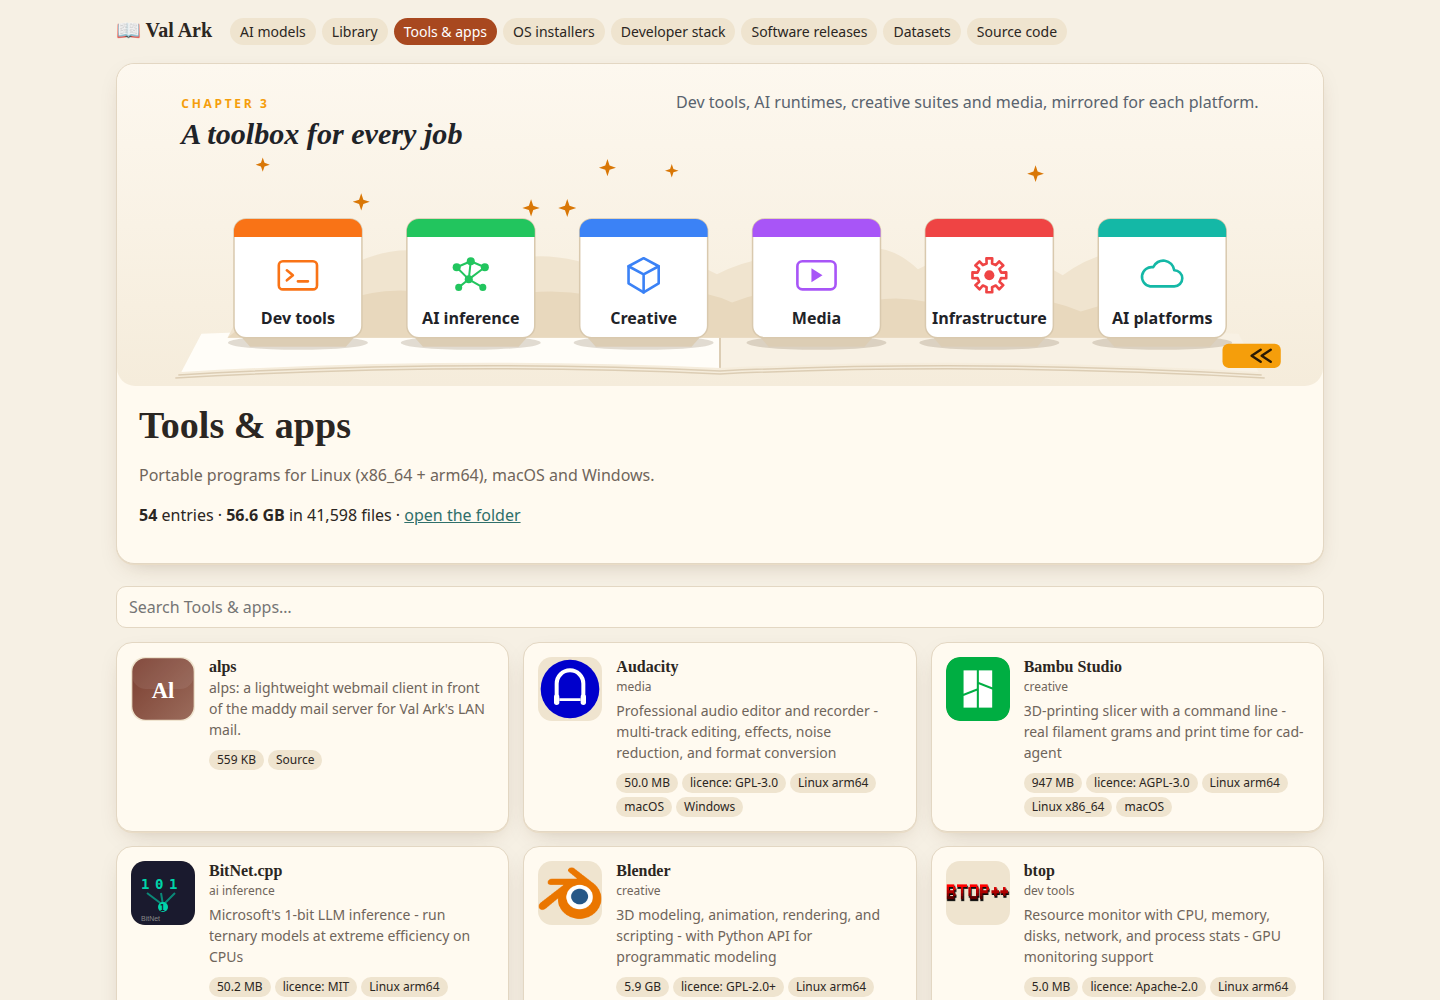 📖 Val Ark
AI models
Library
Tools & apps
OS installers
Developer stack
Software releases
Datasets
Source code
CHAPTER 3
A toolbox for every job
Dev tools, AI runtimes, creative suites and media, mirrored for each platform.
Dev tools
AI inference
Creative
Media
Infrastructure
AI platforms
Tools & apps
Portable programs for Linux (x86_64 + arm64), macOS and Windows.
54 entries · 56.6 GB in 41,598 files · open the folder
Search Tools & apps...
Al
alps
alps: a lightweight webmail client in front
of the maddy mail server for Val Ark's LAN
mail.
559 KB
Source
Audacity
media
Professional audio editor and recorder -
multi-track editing, effects, noise
reduction, and format conversion
50.0 MB
licence: GPL-3.0
Linux arm64
macOS
Windows
Bambu Studio
creative
3D-printing slicer with a command line -
real filament grams and print time for cad-
agent
947 MB
licence: AGPL-3.0
Linux arm64
Linux x86_64
macOS
1 0 1
1
BitNet
BitNet.cpp
ai inference
Microsoft's 1-bit LLM inference - run
ternary models at extreme efficiency on
CPUs
50.2 MB
licence: MIT
Linux arm64
Blender
creative
3D modeling, animation, rendering, and
scripting - with Python API for
programmatic modeling
5.9 GB
licence: GPL-2.0+
Linux arm64
BTOP++
btop
dev tools
Resource monitor with CPU, memory,
disks, network, and process stats - GPU
monitoring support
5.0 MB
licence: Apache-2.0
Linux arm64